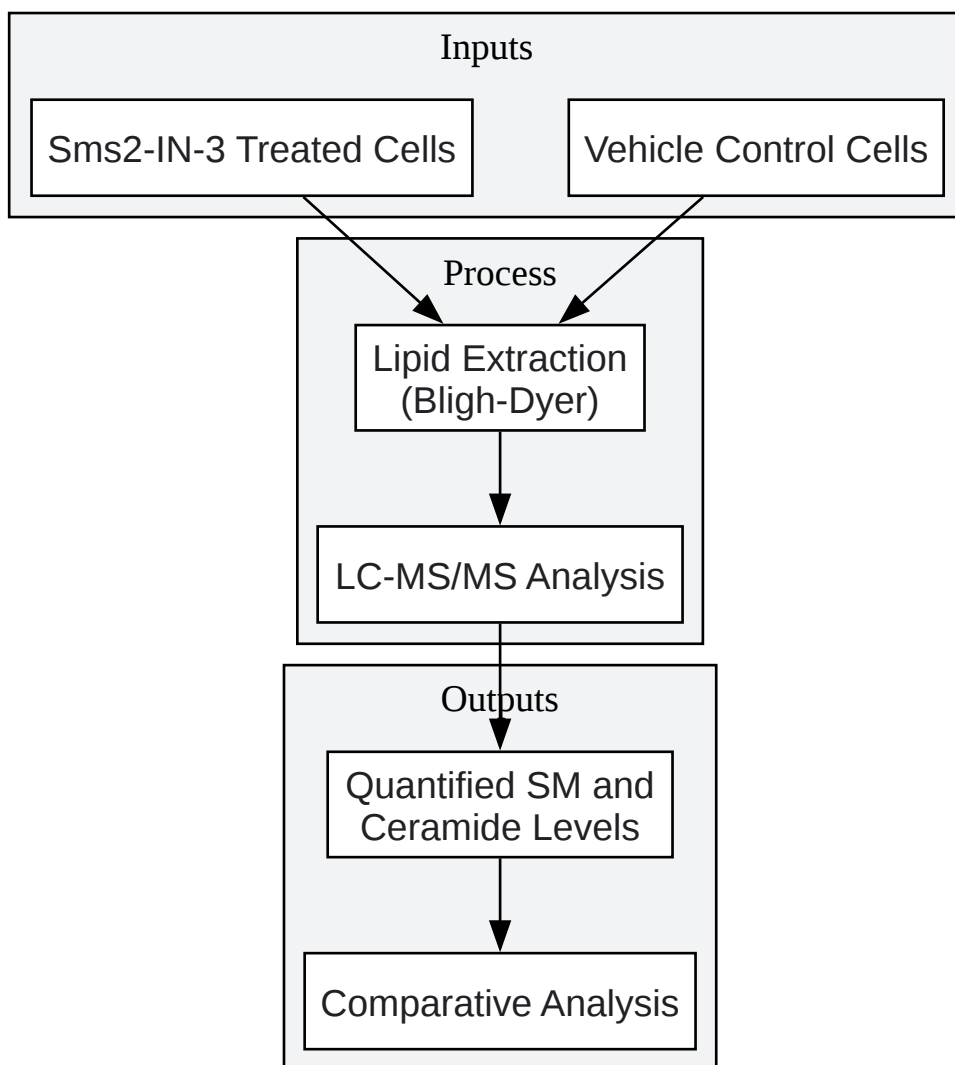 Inputs
Sms2-IN-3 Treated Cells
Vehicle Control Cells
Process
Lipid Extraction
(Bligh-Dyer)
LC-MS/MS Analysis
Outputs
Quantified SM and
Ceramide Levels
Comparative Analysis